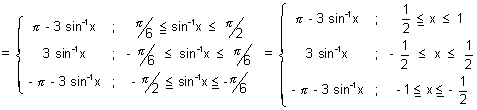 = { π - 3 sin⁻¹x ; π/6 ≦ sin⁻¹x ≤ π/2 = { π - 3 sin⁻¹x ; 1/2 ≦ x ≤ 1
3 sin⁻¹x ; - π/6 ≤ sin⁻¹x ≤ π/6 3 sin⁻¹x ; - 1/2 ≤ x ≤ 1/2
- π - 3 sin⁻¹x ; - π/2 ≦ sin⁻¹x ≤ -π/6 - π - 3 sin⁻¹x ; - 1 ≦ x ≤ - 1/2